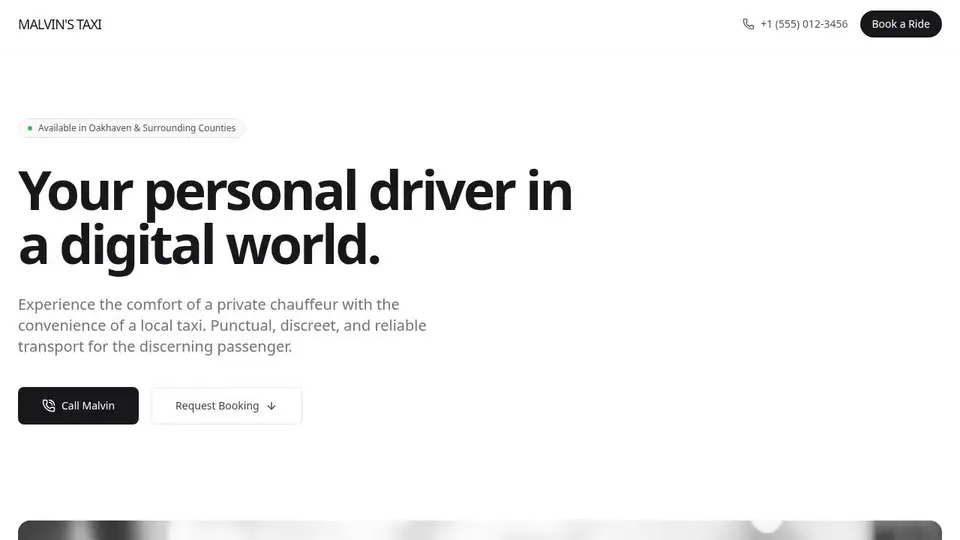 MALVIN'S TAXI
+1 (555) 012-3456
Book a Ride
Available in Oakhaven & Surrounding Counties
Your personal driver in
a digital world.
Experience the comfort of a private chauffeur with the
convenience of a local taxi. Punctual, discreet, and reliable
transport for the discerning passenger.
Call Malvin
Request Booking